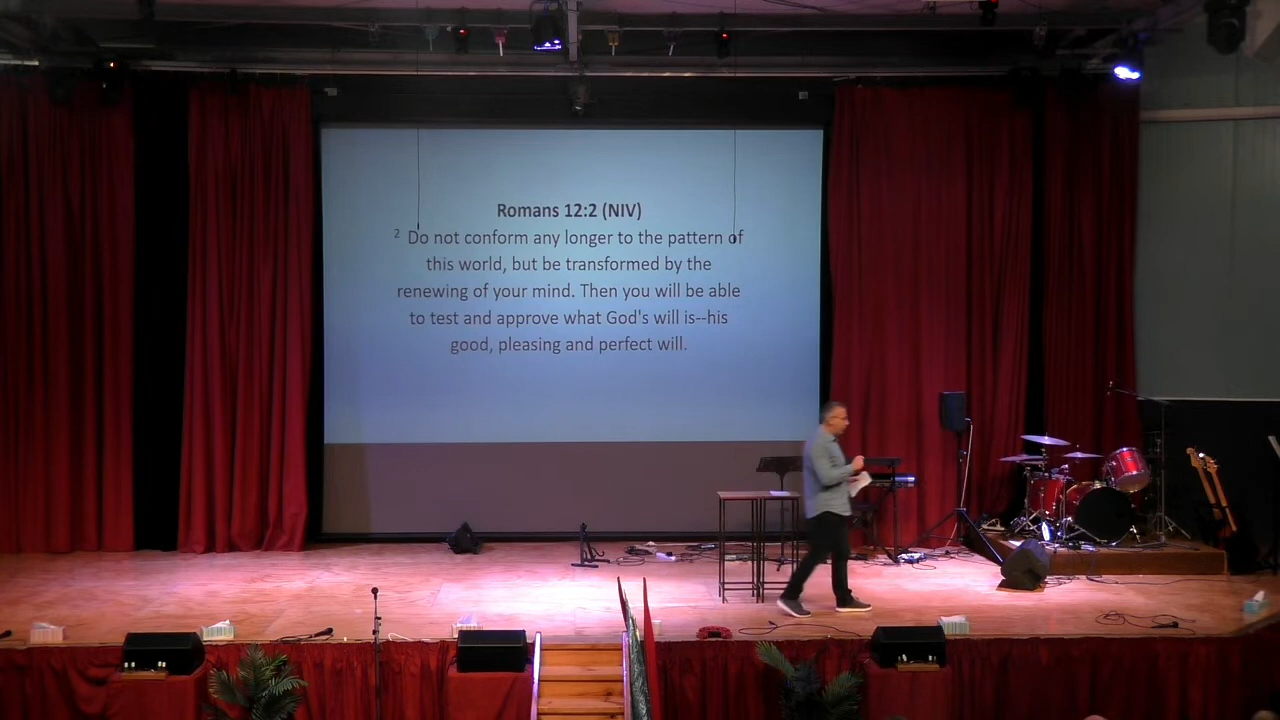 Romans 12:2 (NIV)
2 Do not conform any longer to the pattern of
this world, but be transformed by the
renewing of your mind. Then you will be able
to test and approve what God's will is--his
good, pleasing and perfect will.